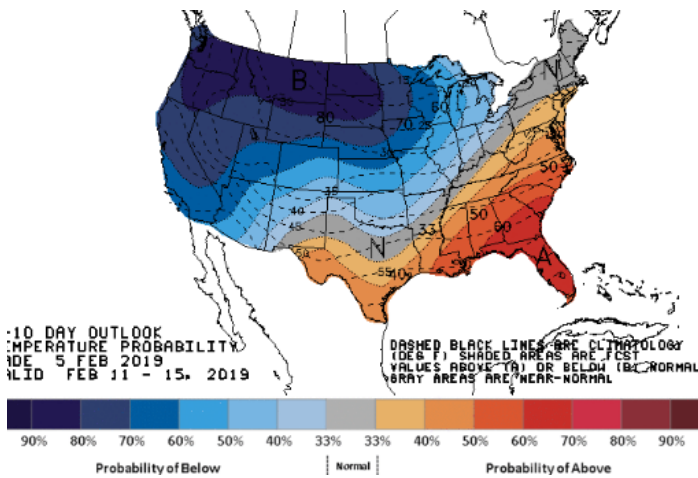 B
N
80
70
60
25
30
35
40
45
50
N
33
50
60
50
55
40
A
-10 DAY OUTLOOK
EMPERATURE PROBABILITY
ADE 5 FEB 2019
ALID FEB 11 - 15, 2019
DASHED BLACK LINES ARE CLIMATOLOGY
(DEG F) SHADED AREAS ARE FCST
VALUES ABOVE (A) OR BELOW (B) NORMAL
GRAY AREAS ARE NEAR-NORMAL
90% 80% 70% 60% 50% 40% 33% 33% 40% 50% 60% 70% 80% 90%
Probability of Below Normal Probability of Above